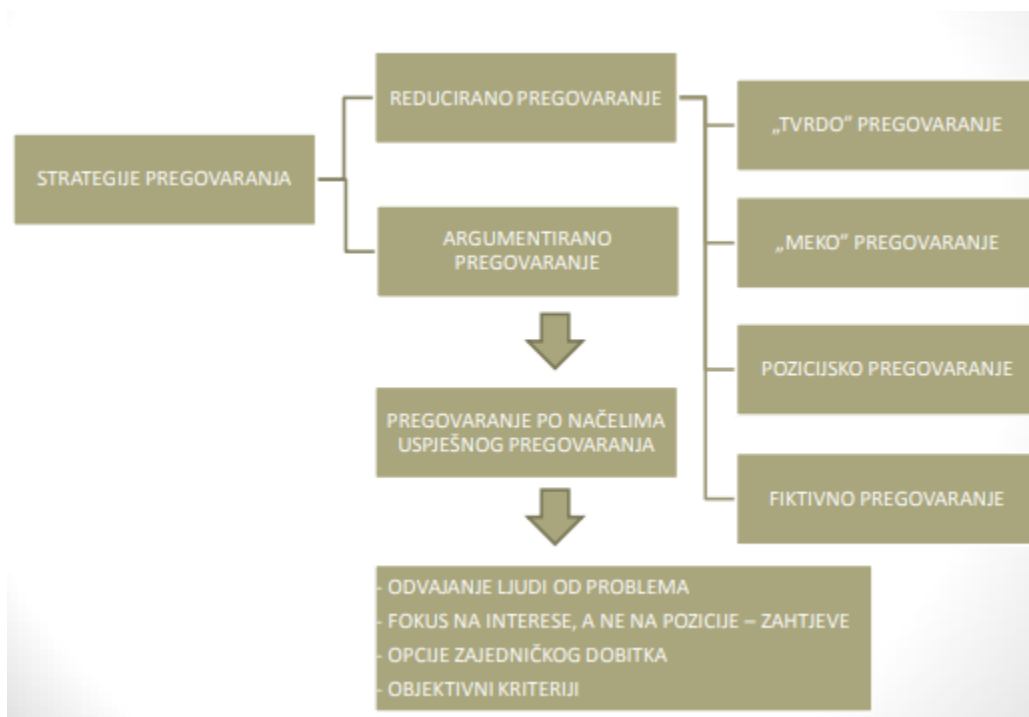 STRATEGIJE PREGOVARANJA
REDUCIRANO PREGOVARANJE
„TVRDO” PREGOVARANJE
„MEKO” PREGOVARANJE
POZICIJSKO PREGOVARANJE
FIKTIVNO PREGOVARANJE
ARGUMENTIRANO
PREGOVARANJE
PREGOVARANJE PO NAČELIMA
USPJEŠNOG PREGOVARANJA
- ODVAJANJE LJUDI OD PROBLEMA
- FOKUS NA INTERESE, A NE NA POZICIJE – ZAHTJEVE
- OPCIJE ZAJEDNIČKOG DOBITKA
- OBJEKTIVNI KRITERIJI